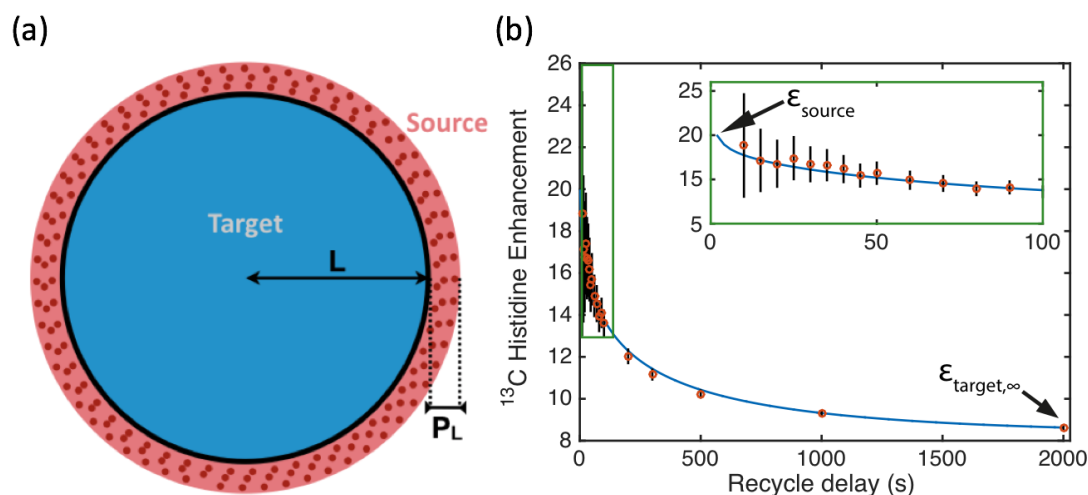 (a)
Source
Target
L
P_L
(b)
26
24
22
20
18
16
14
12
10
8
¹³C Histidine Enhancement
25
20
15
5
0
50
100
ε_source
ε_target,∞
0
500
1000
1500
2000
Recycle delay (s)